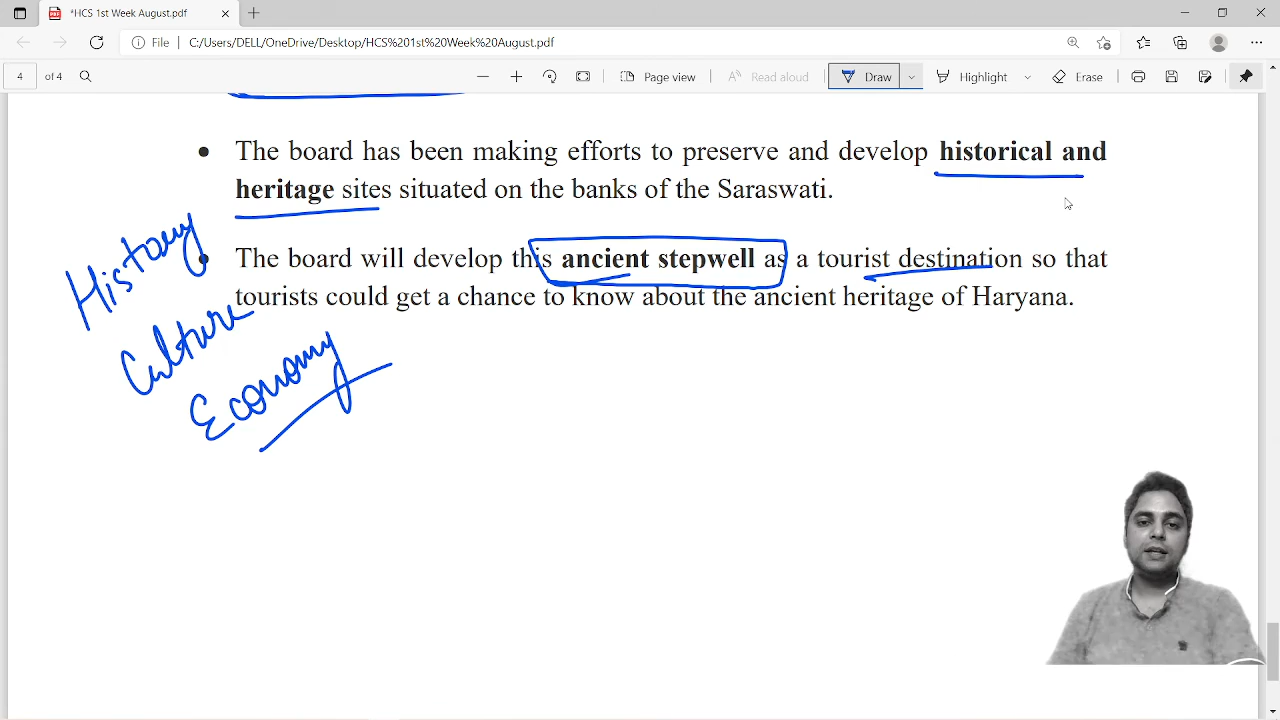 *HCS 1st Week August.pdf
File C:/Users/DELL/OneDrive/Desktop/HCS%201st%20Week%20August.pdf
4 of 4 Page view Read aloud Draw Highlight Erase
• The board has been making efforts to preserve and develop historical and
heritage sites situated on the banks of the Saraswati.
• The board will develop this ancient stepwell as a tourist destination so that
tourists could get a chance to know about the ancient heritage of Haryana.
History
Culture
Economy